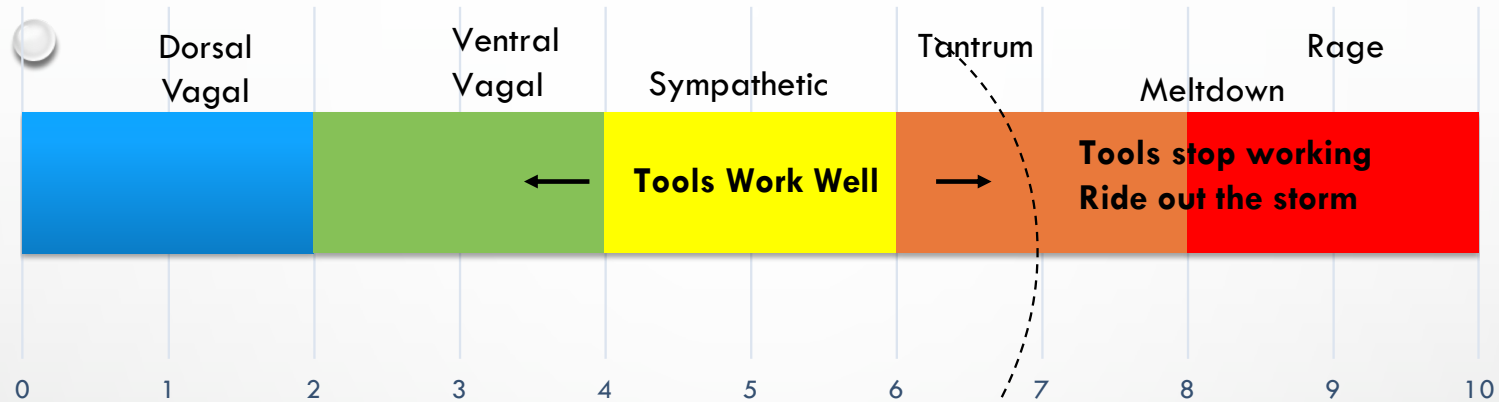 Dorsal
Vagal
Ventral
Vagal
Sympathetic
Tantrum
Meltdown
Rage
Tools Work Well
Tools stop working
Ride out the storm
0 1 2 3 4 5 6 7 8 9 10